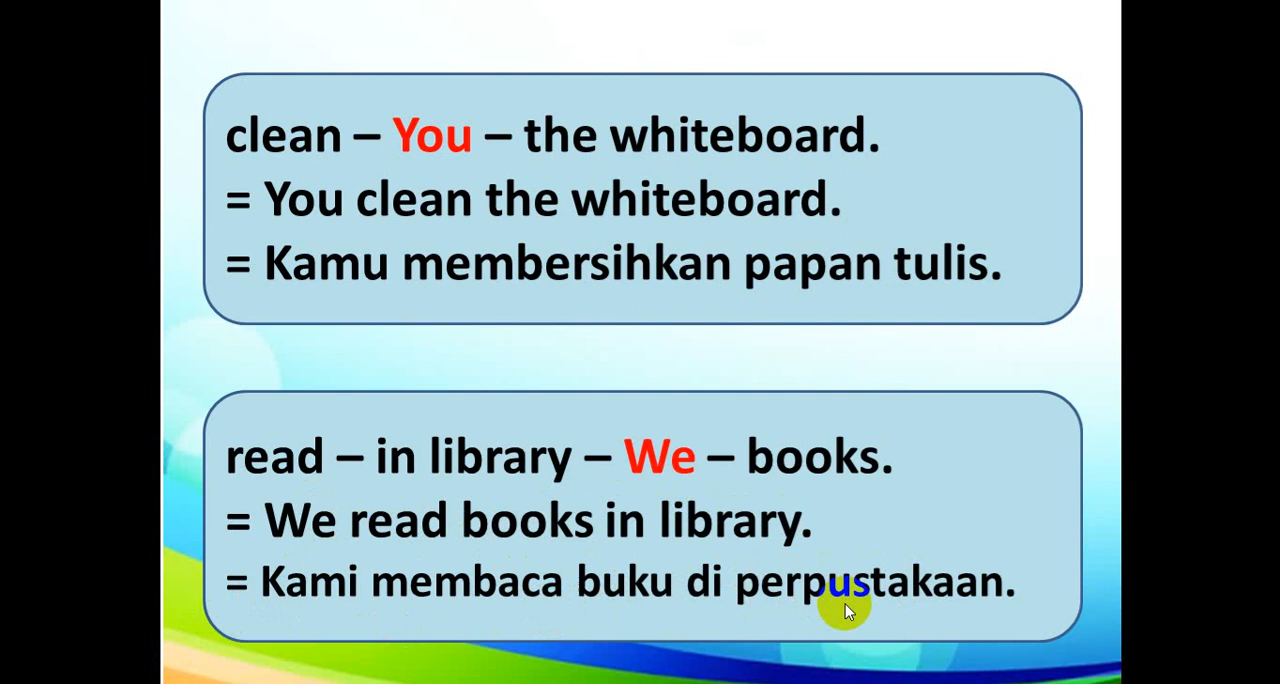 clean – You – the whiteboard.
= You clean the whiteboard.
= Kamu membersihkan papan tulis.
read – in library – We – books.
= We read books in library.
= Kami membaca buku di perpustakaan.